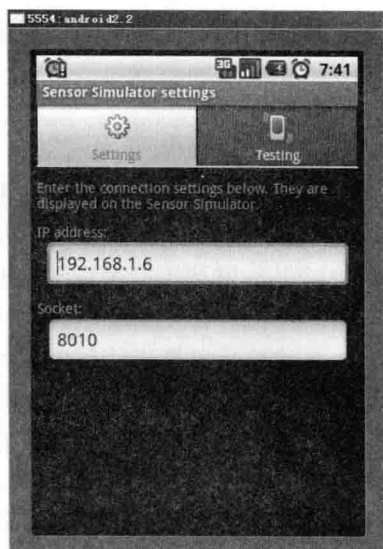 5554:android2.2
3G 7:41
Sensor Simulator settings
Settings
Testing
Enter the connection settings below. They are
displayed on the Sensor Simulator.
IP address:
192.168.1.6
Socket:
8010